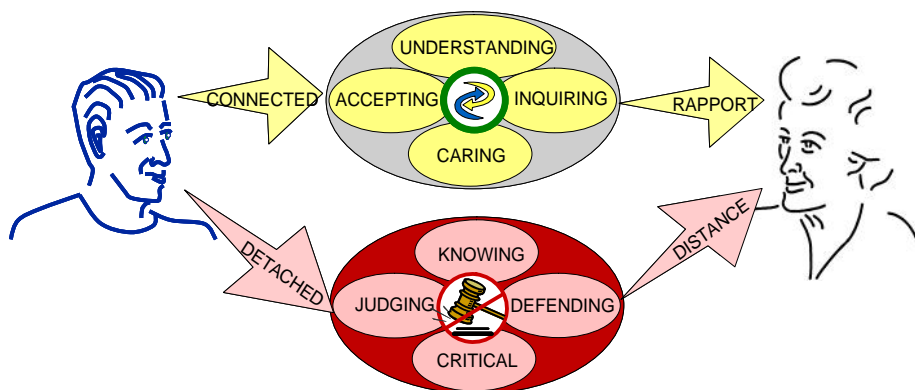 UNDERSTANDING
CONNECTED
ACCEPTING
INQUIRING
RAPPORT
CARING
DETACHED
KNOWING
JUDGING
DEFENDING
CRITICAL
DISTANCE